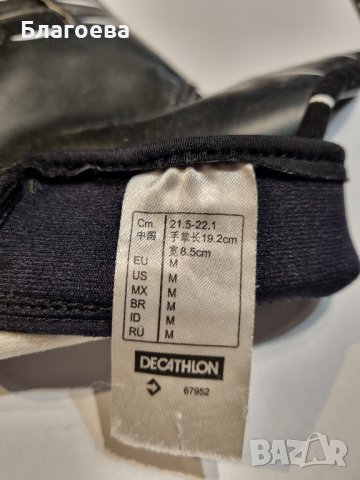 Благоева
Cm 21.5-22.1
中国 手掌长19.2cm
宽8.5cm
EU M
US M
MX M
BR M
ID M
RU M
DECATHLON
67952
BAZAR